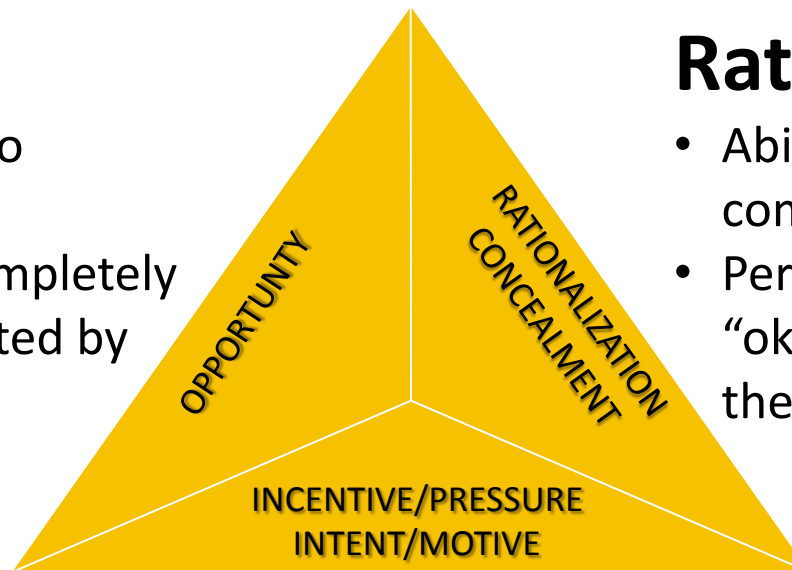 o
mpletely
ted by
OPPORTUNTY
RATIONALIZATION
CONCEALMENT
INCENTIVE/PRESSURE
INTENT/MOTIVE
Rat
• Abi
con
• Per
“ok
the